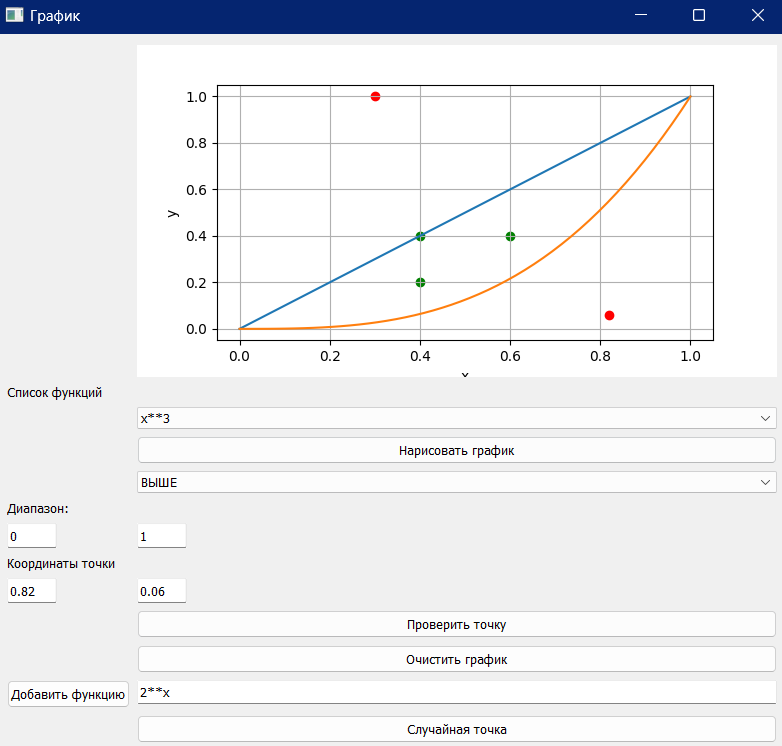 График
1.0
0.8
0.6
0.4
0.2
0.0
y
0.0 0.2 0.4 0.6 0.8 1.0
x
Список функций
x**3
Нарисовать график
ВЫШЕ
Диапазон:
0 1
Координаты точки
0.82 0.06
Проверить точку
Очистить график
Добавить функцию 2**x
Случайная точка